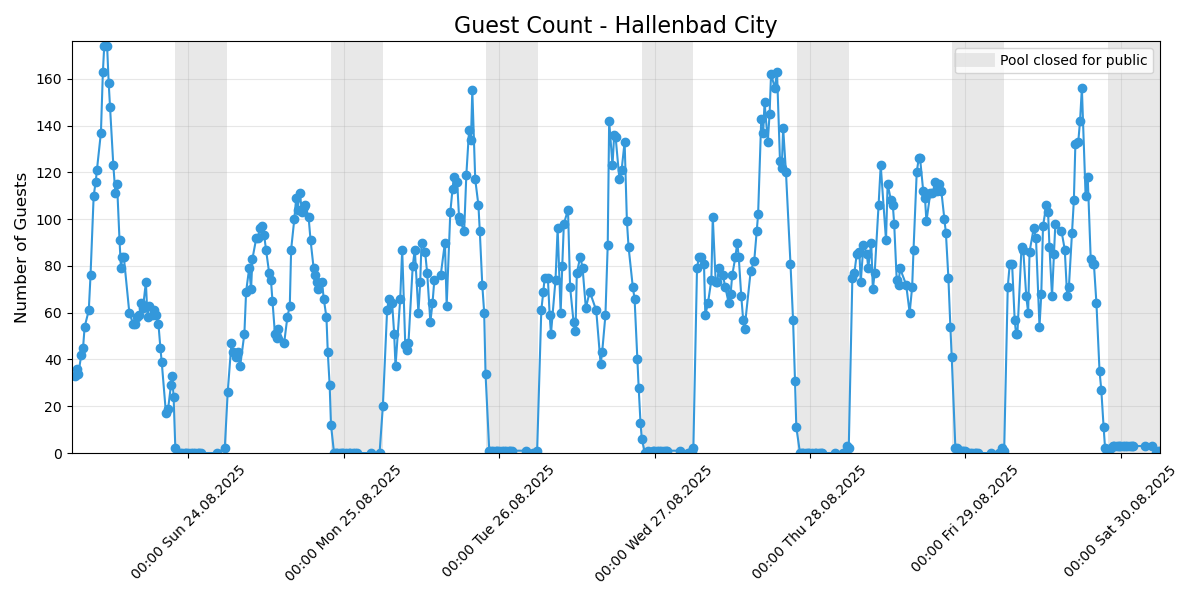 Guest Count - Hallenbad City
Pool closed for public
Number of Guests
160
140
120
100
80
60
40
20
0
00:00 Sun 24.08.2025
00:00 Mon 25.08.2025
00:00 Tue 26.08.2025
00:00 Wed 27.08.2025
00:00 Thu 28.08.2025
00:00 Fri 29.08.2025
00:00 Sat 30.08.2025